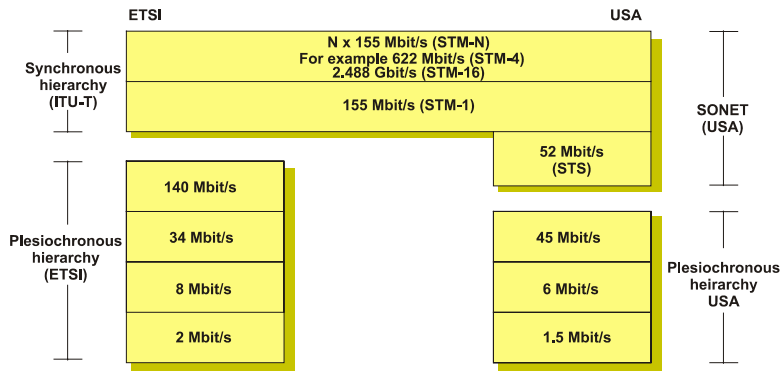 ETSI
USA
N x 155 Mbit/s (STM-N)
For example 622 Mbit/s (STM-4)
2.488 Gbit/s (STM-16)
Synchronous
hierarchy
(ITU-T)
155 Mbit/s (STM-1)
SONET
(USA)
52 Mbit/s
(STS)
140 Mbit/s
34 Mbit/s
45 Mbit/s
Plesiochronous
hierarchy
(ETSI)
Plesiochronous
heirarchy
USA
8 Mbit/s
6 Mbit/s
2 Mbit/s
1.5 Mbit/s